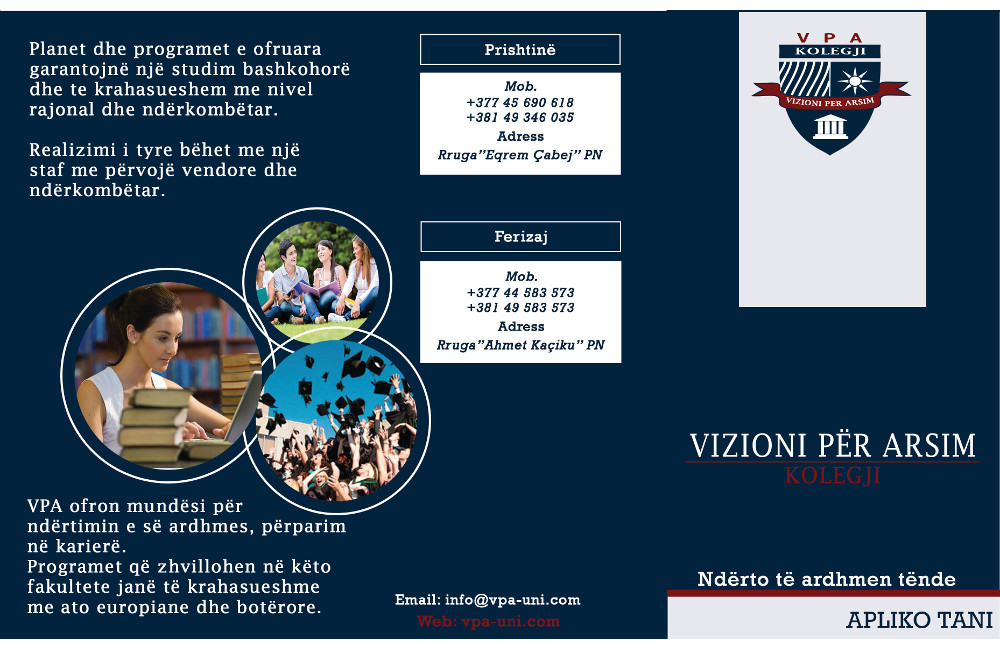 Planet dhe programet e ofruara
garantojnë një studim bashkohorë
dhe te krahasueshem me nivel
rajonal dhe ndërkombëtar.
Realizimi i tyre bëhet me një
staf me përvojë vendore dhe
ndërkombëtar.
VPA ofron mundësi për
ndërtimin e së ardhmes, përparim
në karierë.
Programet që zhvillohen në këto
fakultete janë të krahasueshme
me ato europiane dhe botërore.
Prishtinë
Mob.
+377 45 690 618
+381 49 346 035
Adress
Rruga”Eqrem Çabej” PN
Ferizaj
Mob.
+377 44 583 573
+381 49 583 573
Adress
Rruga”Ahmet Kaçiku” PN
Email: info@vpa-uni.com
Web: vpa-uni.com
V P A
KOLEGJI
VIZIONI PER ARSIM
VIZIONI PËR ARSIM
KOLEGJI
Ndërto të ardhmen tënde
APLIKO TANI